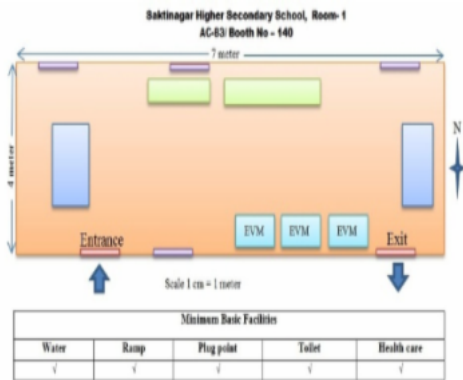 Saktinagar Higher Secondary School, Room- 1
AC-83/ Booth No – 140
7 meter
4 meter
N
EVM EVM EVM
Entrance
Exit
Scale 1 cm = 1 meter
Minimum Basic Facilities
Water Ramp Plug point Toilet Health care
√ √ √ √ √